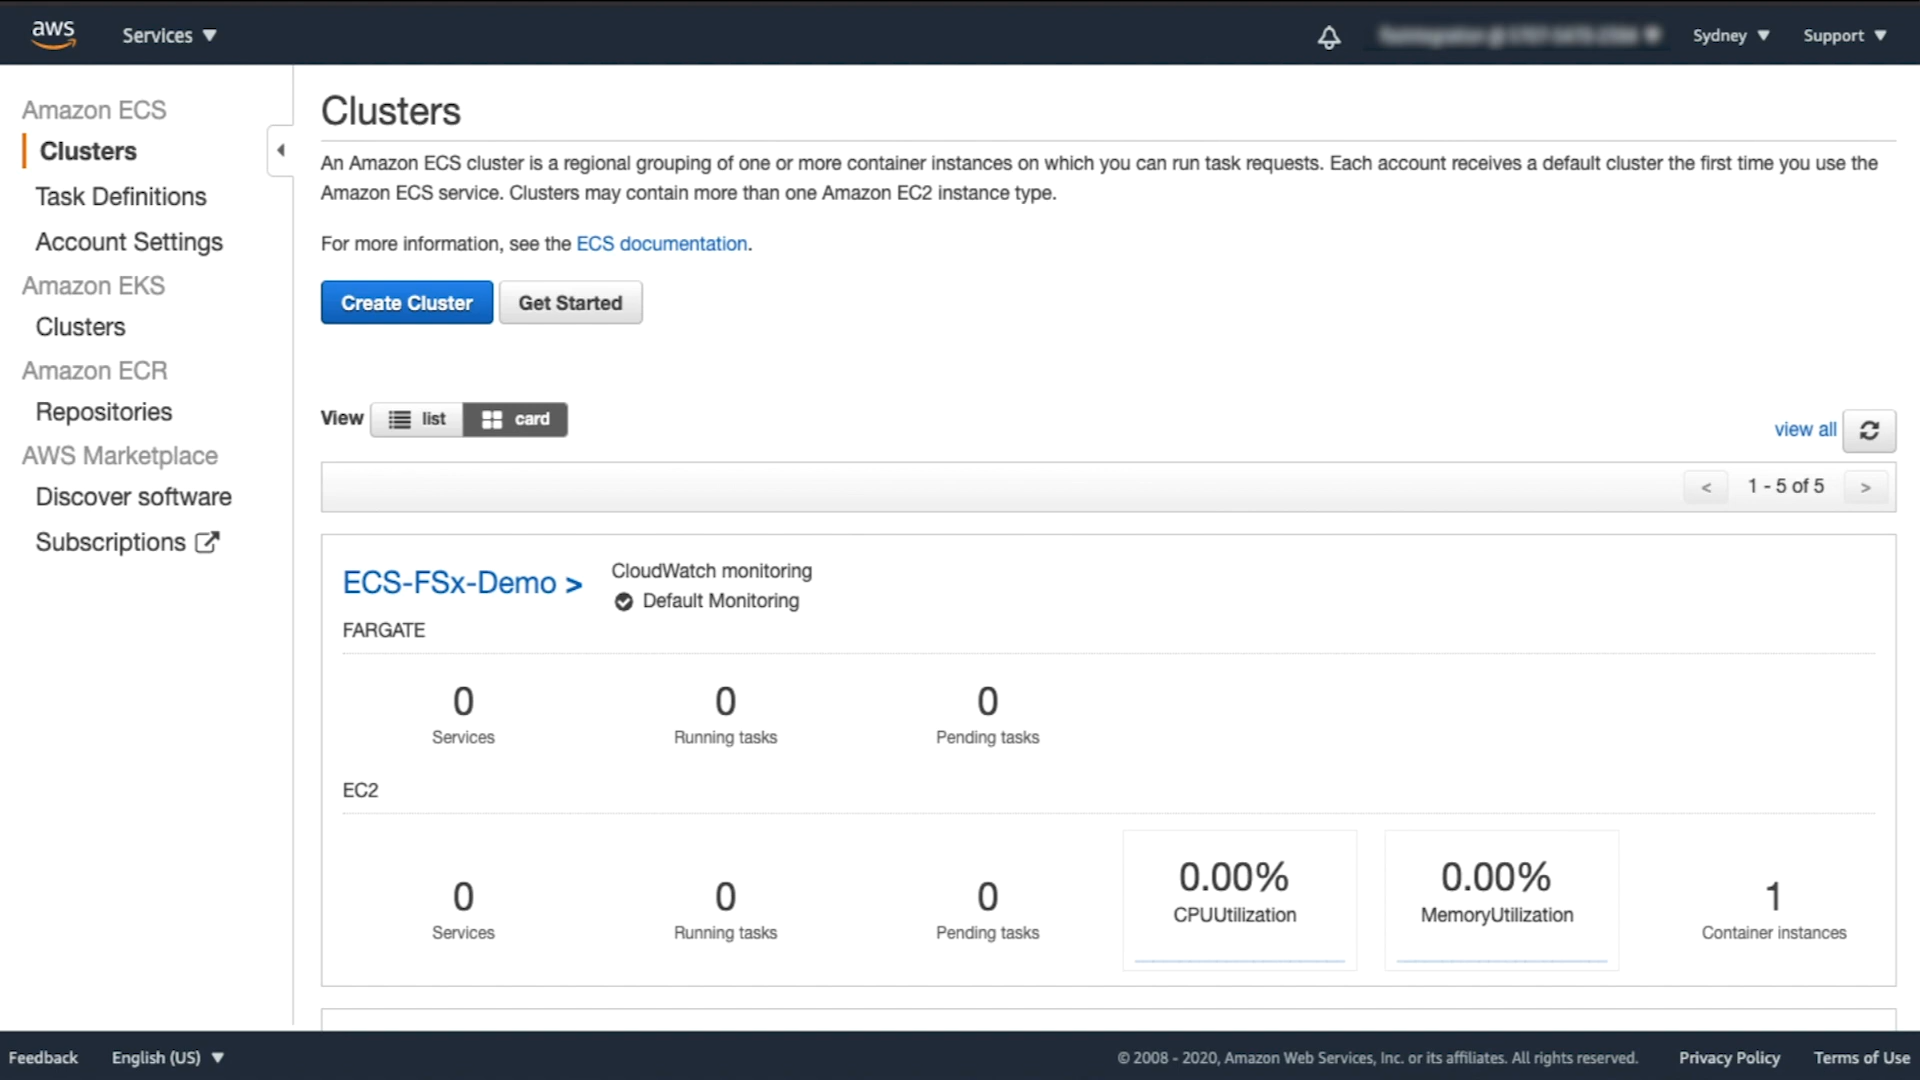 aws
Services
Sydney
Support
Amazon ECS
Clusters
Task Definitions
Account Settings
Amazon EKS
Clusters
Amazon ECR
Repositories
AWS Marketplace
Discover software
Subscriptions
Clusters
An Amazon ECS cluster is a regional grouping of one or more container instances on which you can run task requests. Each account receives a default cluster the first time you use the
Amazon ECS service. Clusters may contain more than one Amazon EC2 instance type.
For more information, see the ECS documentation.
Create Cluster
Get Started
View
list
card
view all
<
1 - 5 of 5
>
ECS-FSx-Demo >
CloudWatch monitoring
Default Monitoring
FARGATE
0
0
0
Services
Running tasks
Pending tasks
EC2
0
0
0
0.00%
0.00%
1
Services
Running tasks
Pending tasks
CPUUtilization
MemoryUtilization
Container instances
Feedback
English (US)
© 2008 - 2020, Amazon Web Services, Inc. or its affiliates. All rights reserved.
Privacy Policy
Terms of Use